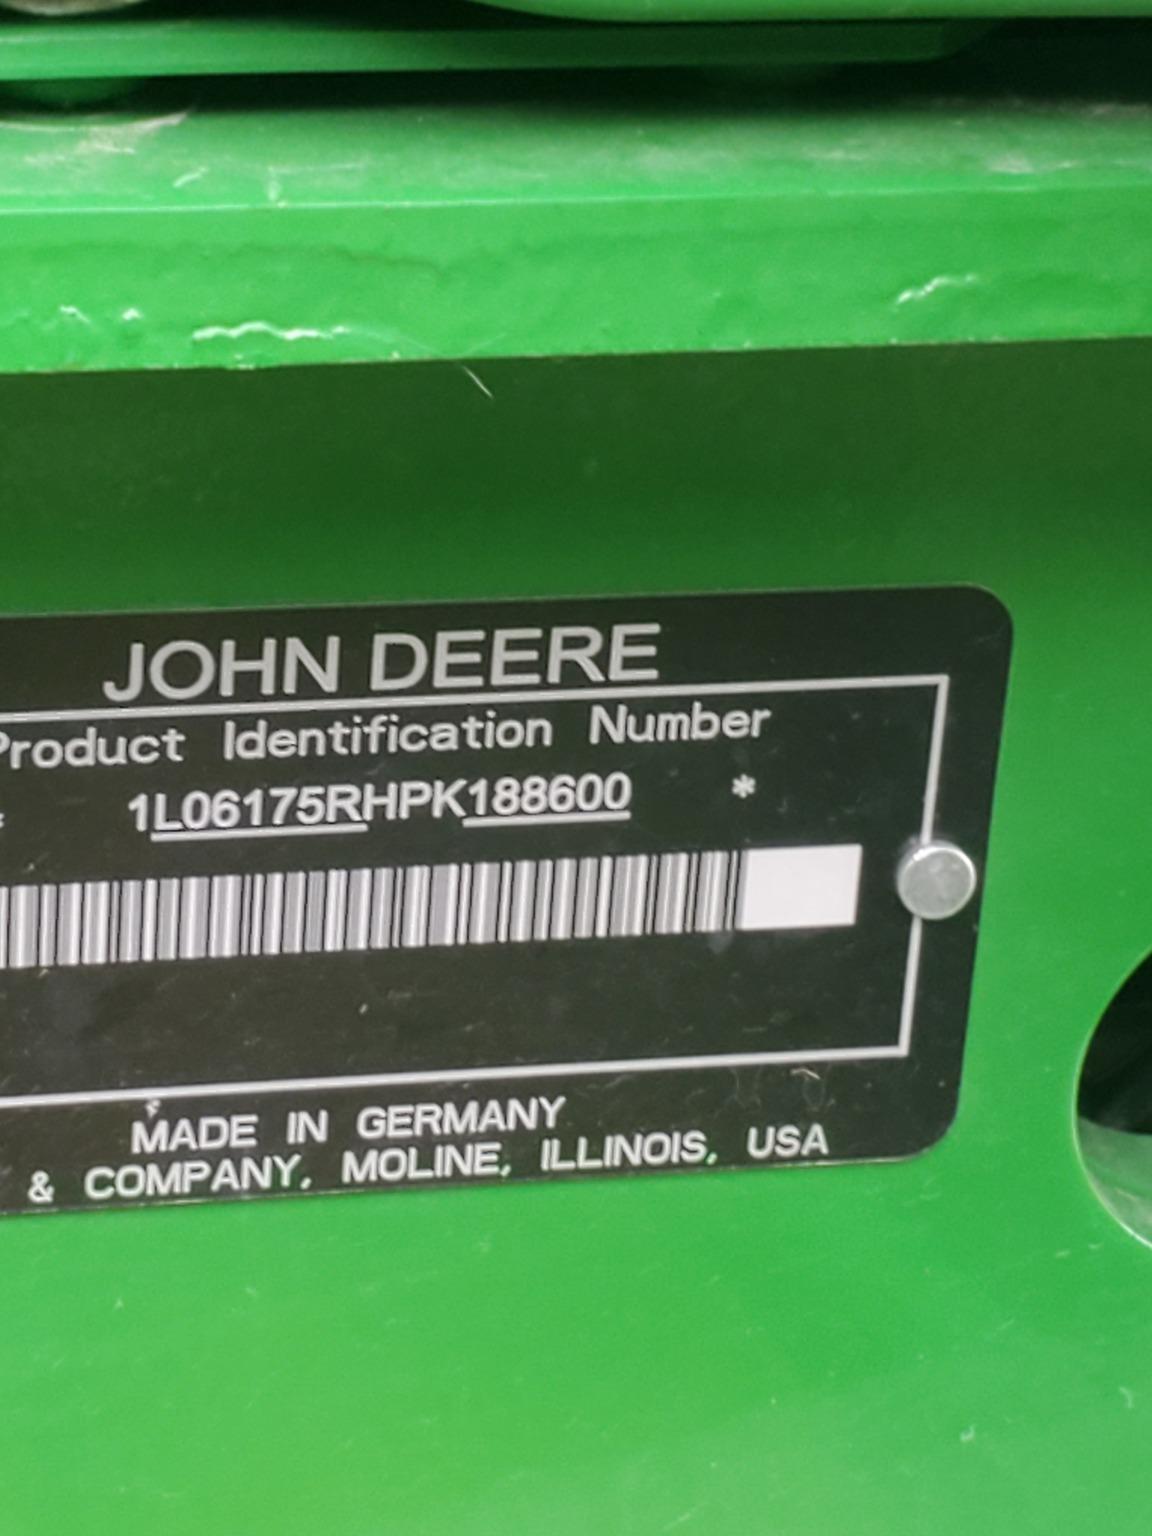 JOHN DEERE
Product Identification Number
* 1L06175RHPK188600 *
MADE IN GERMANY
& COMPANY, MOLINE, ILLINOIS, USA